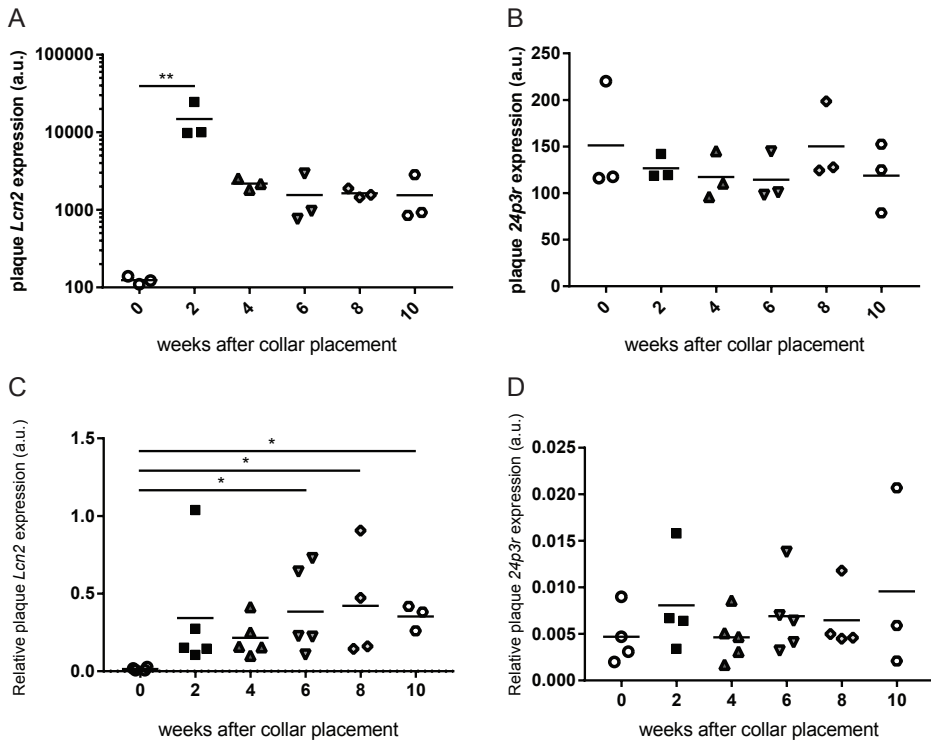 A
plaque Lcn2 expression (a.u.)
100000
10000
1000
100
**
0 2 4 6 8 10
weeks after collar placement
B
plaque 24p3r expression (a.u.)
250
200
150
100
50
0
0 2 4 6 8 10
weeks after collar placement
C
Relative plaque Lcn2 expression (a.u.)
1.5
1.0
0.5
0.0
*
*
*
0 2 4 6 8 10
weeks after collar placement
D
Relative plaque 24p3r expression (a.u.)
0.025
0.020
0.015
0.010
0.005
0.000
0 2 4 6 8 10
weeks after collar placement